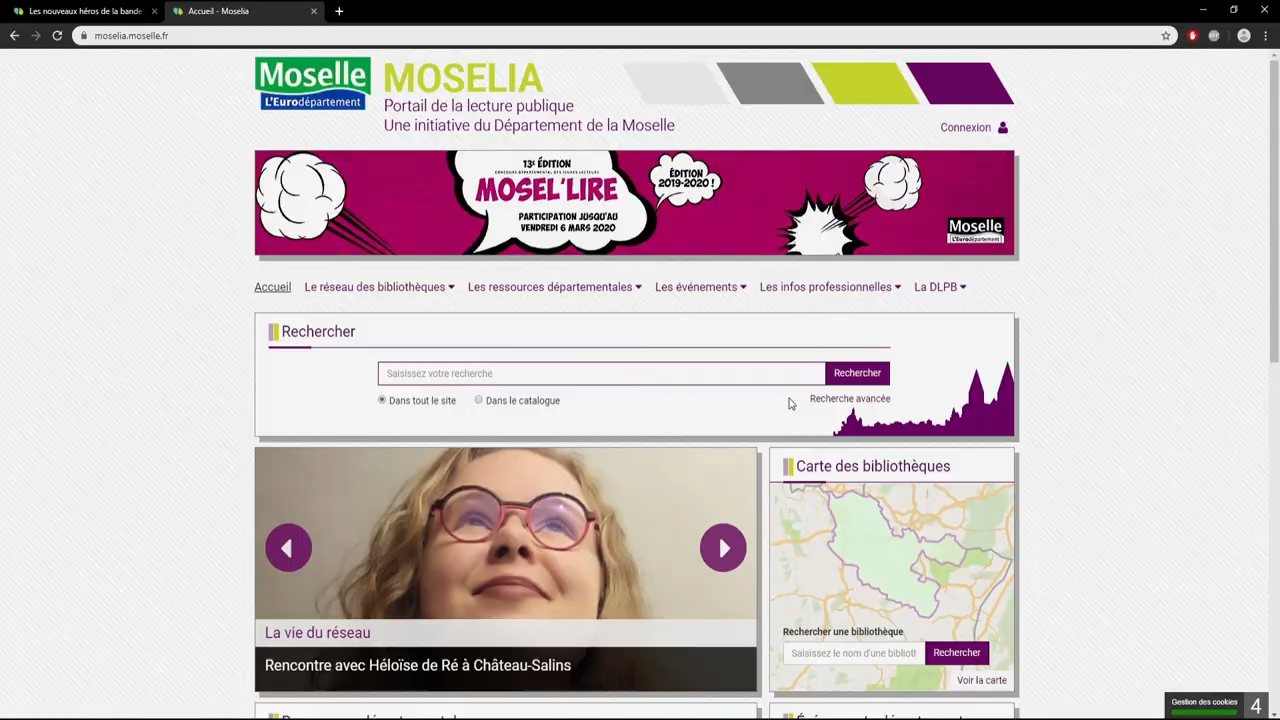 Les nouveaux héros de la bande
Accueil - Moselia
moselia.moselle.fr
Moselle
L'Eurodépartement
MOSELIA
Portail de la lecture publique
Une initiative du Département de la Moselle
Connexion
13E ÉDITION
CONCOURS DÉPARTEMENTAL DES JEUNES LECTEURS
MOSEL'LIRE
PARTICIPATION JUSQU'AU
VENDREDI 6 MARS 2020
ÉDITION
2019-2020 !
Moselle
L'Eurodépartement
Accueil Le réseau des bibliothèques Les ressources départementales Les événements Les infos professionnelles La DLPB
Rechercher
Saisissez votre recherche Rechercher
Dans tout le site Dans le catalogue Recherche avancée
La vie du réseau
Rencontre avec Héloïse de Ré à Château-Salins
Carte des bibliothèques
Rechercher une bibliothèque
Saisissez le nom d'une bibliot Rechercher
Voir la carte
Gestion des cookies 4